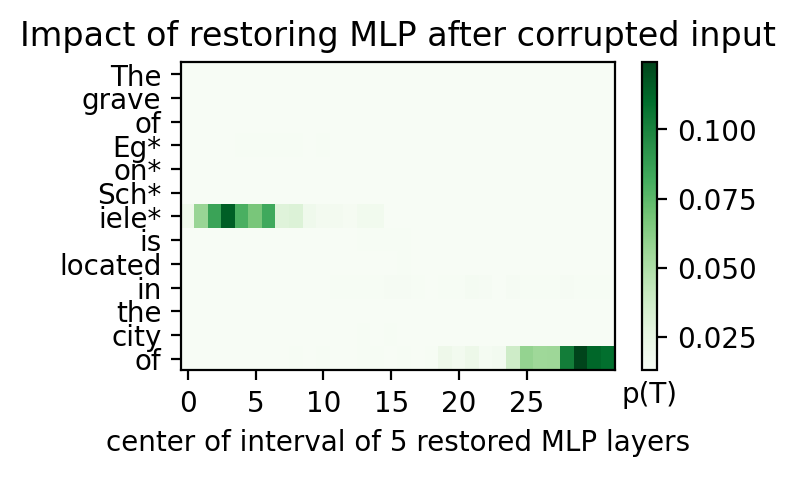 Impact of restoring MLP after corrupted input
The
grave
of
Eg*
on*
Sch*
iele*
is
located
in
the
city
of
0 5 10 15 20 25
center of interval of 5 restored MLP layers
0.100
0.075
0.050
0.025
p(T)